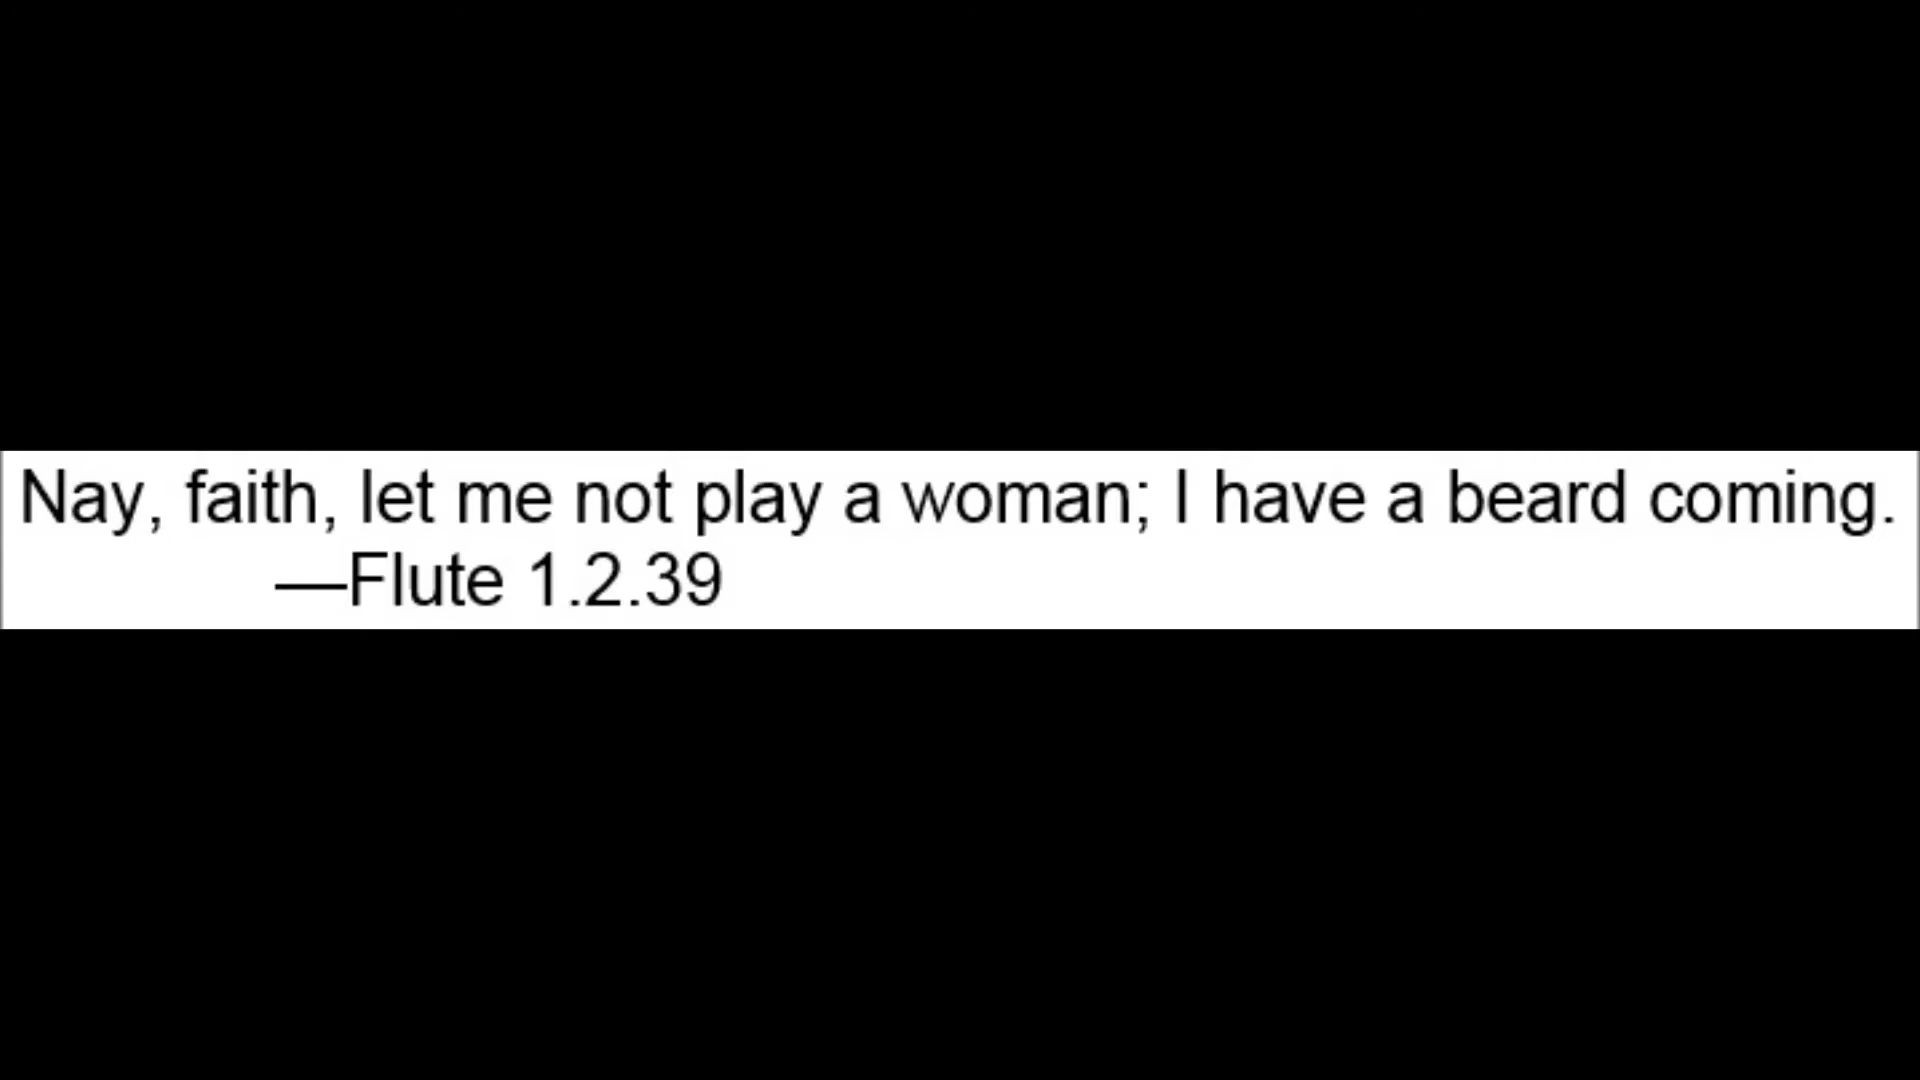 Nay, faith, let me not play a woman; I have a beard coming.
—Flute 1.2.39